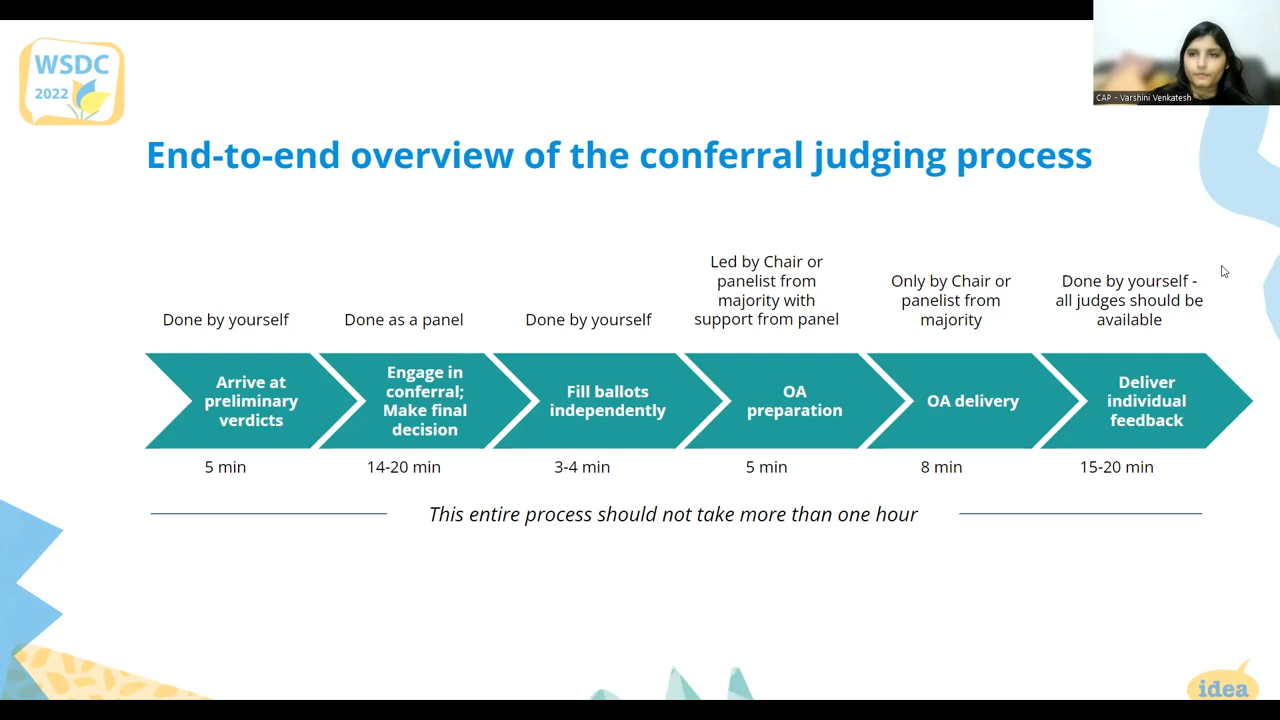 WSDC
2022
CAP - Varshini Venkatesh
End-to-end overview of the conferral judging process
Done by yourself
Done as a panel
Done by yourself
Led by Chair or
panelist from
majority with
support from panel
Only by Chair or
panelist from
majority
Done by yourself -
all judges should be
available
Arrive at
preliminary
verdicts
Engage in
conferral;
Make final
decision
Fill ballots
independently
OA
preparation
OA delivery
Deliver
individual
feedback
5 min
14-20 min
3-4 min
5 min
8 min
15-20 min
This entire process should not take more than one hour
idea